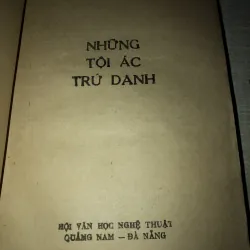 NHỮNG
TỘI ÁC
TRỨ DANH
HỘI VĂN HỌC NGHỆ THUẬT
QUẢNG NAM — ĐÀ NẴNG